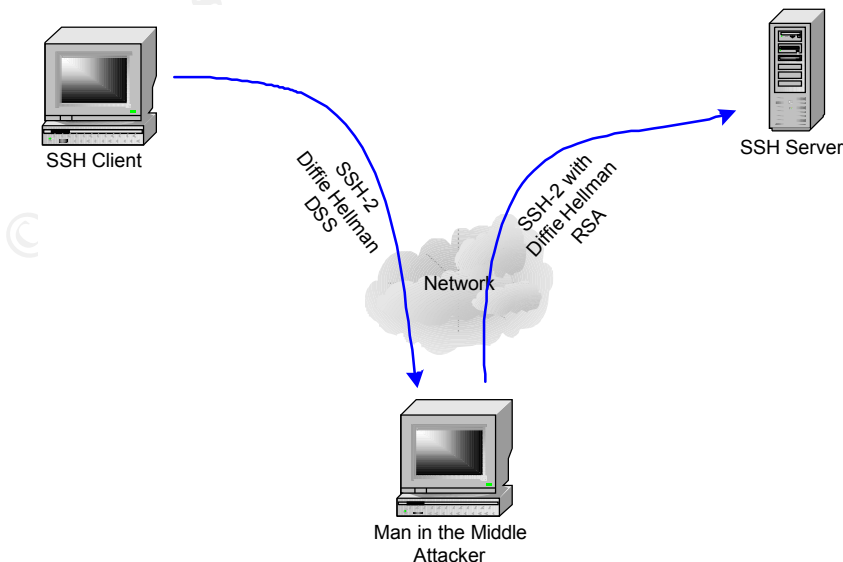 SSH Client
SSH Server
SSH-2
Diffie Hellman
DSS
SSH-2 with
Diffie Hellman
RSA
Network
Man in the Middle
Attacker